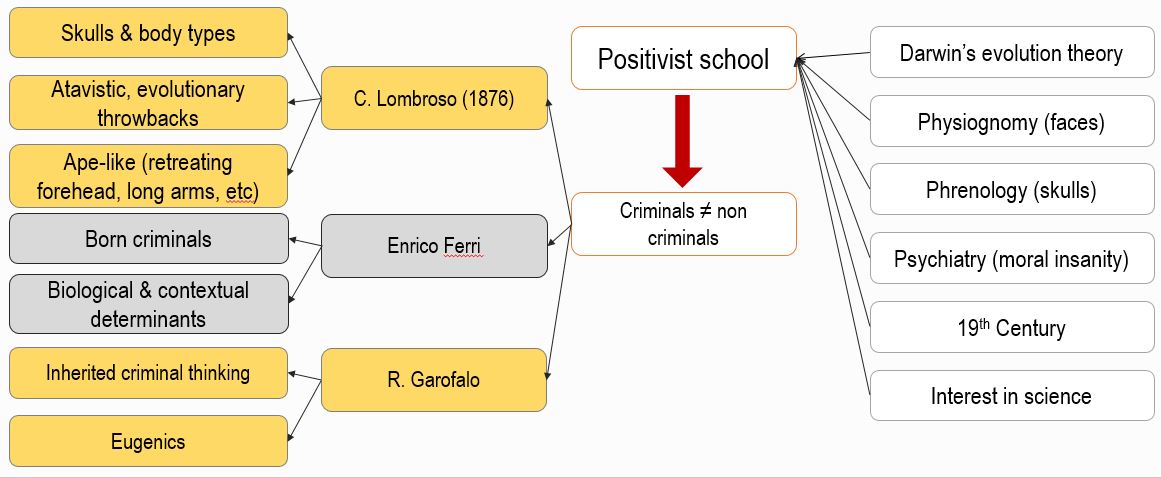 Skulls & body types
Atavistic, evolutionary
throwbacks
Ape-like (retreating
forehead, long arms, etc)
Born criminals
Biological & contextual
determinants
Inherited criminal thinking
Eugenics
C. Lombroso (1876)
Enrico Ferri
R. Garofalo
Positivist school
Criminals ≠ non
criminals
Darwin’s evolution theory
Physiognomy (faces)
Phrenology (skulls)
Psychiatry (moral insanity)
19th Century
Interest in science